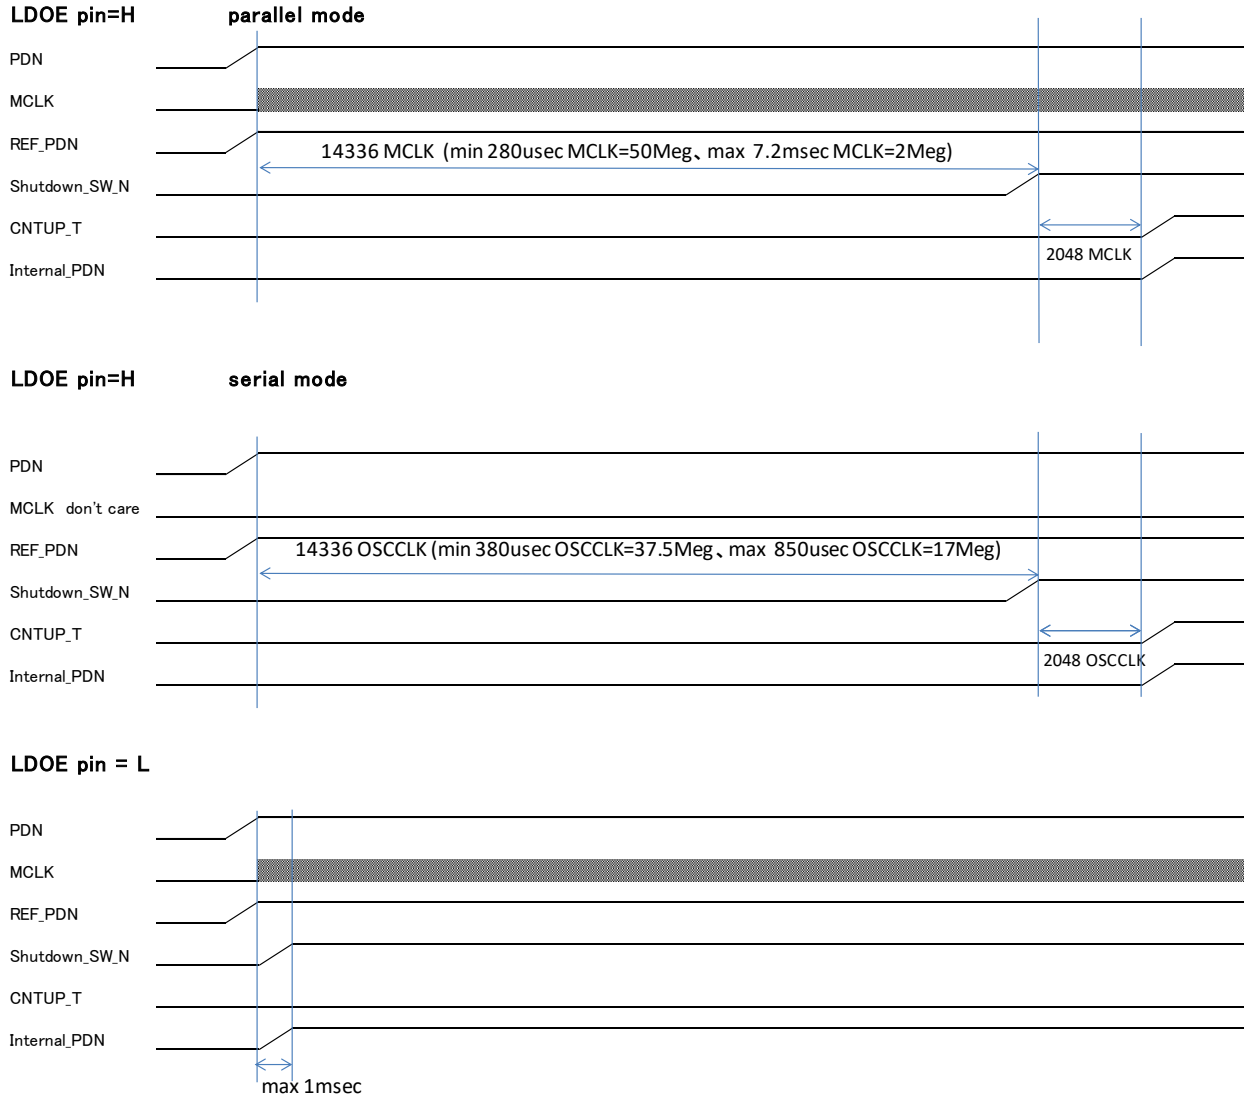 LDOE pin=H parallel mode
PDN
MCLK
REF_PDN
14336 MCLK (min 280usec MCLK=50Meg、max 7.2msec MCLK=2Meg)
Shutdown_SW_N
CNTUP_T
2048 MCLK
Internal_PDN
LDOE pin=H serial mode
PDN
MCLK don't care
REF_PDN
14336 OSCCLK (min 380usec OSCCLK=37.5Meg、max 850usec OSCCLK=17Meg)
Shutdown_SW_N
CNTUP_T
2048 OSCCLK
Internal_PDN
LDOE pin = L
PDN
MCLK
REF_PDN
Shutdown_SW_N
CNTUP_T
Internal_PDN
max 1msec